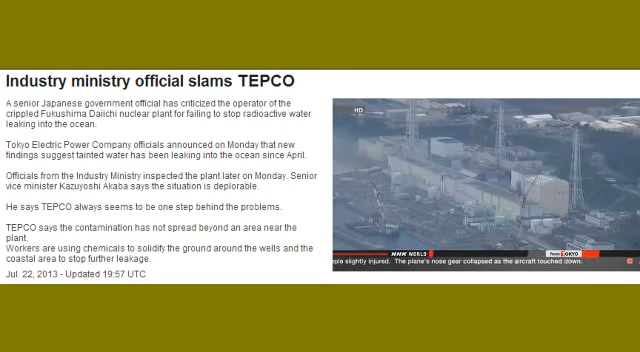 Industry ministry official slams TEPCO
A senior Japanese government official has criticized the operator of the
crippled Fukushima Daiichi nuclear plant for failing to stop radioactive water
leaking into the ocean.
Tokyo Electric Power Company officials announced on Monday that new
findings suggest tainted water has been leaking into the ocean since April.
Officials from the Industry Ministry inspected the plant later on Monday. Senior
vice minister Kazuyoshi Akaba says the situation is deplorable.
He says TEPCO always seems to be one step behind the problems.
TEPCO says the contamination has not spread beyond an area near the
plant.
Workers are using chemicals to solidify the ground around the wells and the
coastal area to stop further leakage.
Jul. 22, 2013 - Updated 19:57 UTC
HD
NHK WORLD
from TOKYO
ple slightly injured. The plane's nose gear collapsed as the aircraft touched down.